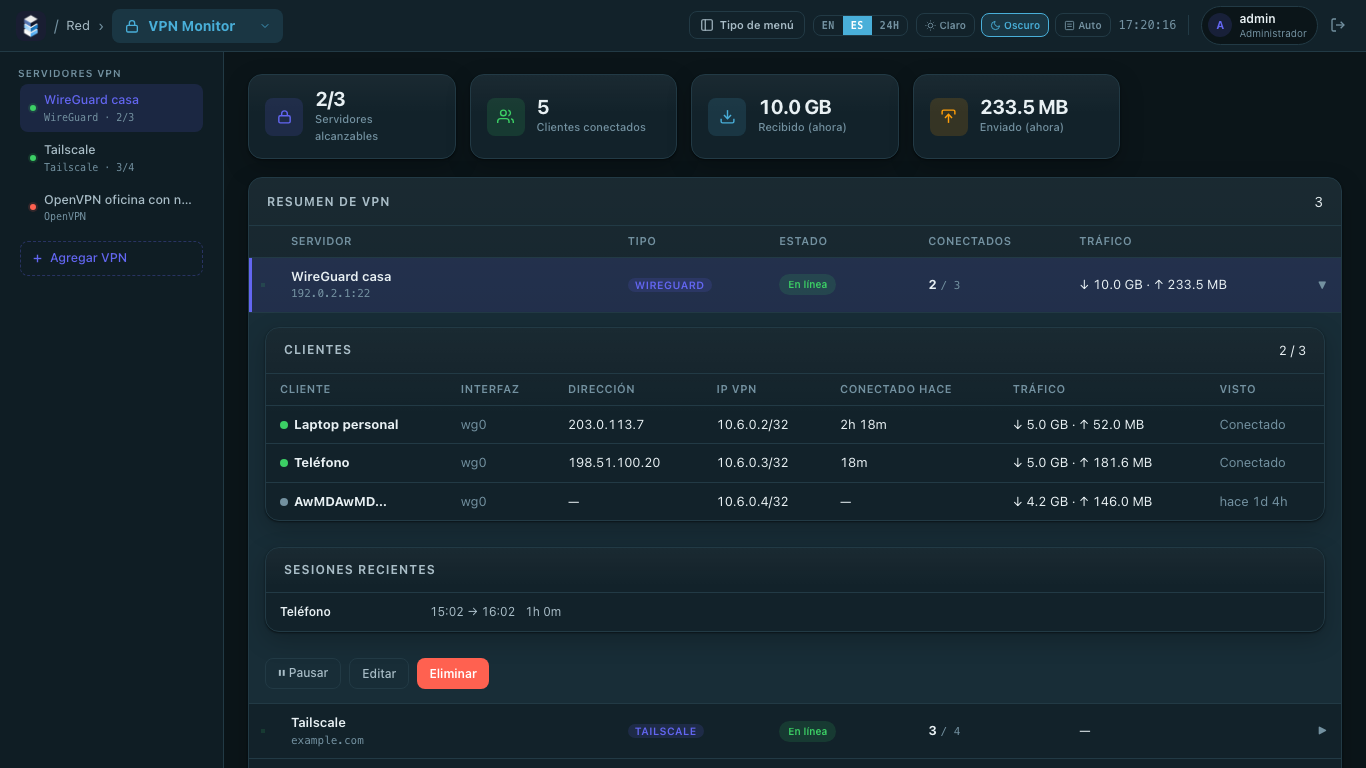 / Red › VPN Monitor
Tipo de menú
EN ES 24H
Claro Oscuro Auto
17:20:16
A admin
Administrador
SERVIDORES VPN
WireGuard casa
WireGuard · 2/3
Tailscale
Tailscale · 3/4
OpenVPN oficina con n...
OpenVPN
+ Agregar VPN
2/3
Servidores
alcanzables
5
Clientes conectados
10.0 GB
Recibido (ahora)
233.5 MB
Enviado (ahora)
RESUMEN DE VPN 3
SERVIDOR TIPO ESTADO CONECTADOS TRÁFICO
WireGuard casa
192.0.2.1:22
WIREGUARD En línea 2 / 3 ↓ 10.0 GB · ↑ 233.5 MB ▼
CLIENTES 2 / 3
CLIENTE INTERFAZ DIRECCIÓN IP VPN CONECTADO HACE TRÁFICO VISTO
Laptop personal wg0 203.0.113.7 10.6.0.2/32 2h 18m ↓ 5.0 GB · ↑ 52.0 MB Conectado
Teléfono wg0 198.51.100.20 10.6.0.3/32 18m ↓ 5.0 GB · ↑ 181.6 MB Conectado
AwMDAwMD... wg0 — 10.6.0.4/32 — ↓ 4.2 GB · ↑ 146.0 MB hace 1d 4h
SESIONES RECIENTES
Teléfono 15:02 → 16:02 1h 0m
Pausar Editar Eliminar
Tailscale
example.com
TAILSCALE En línea 3 / 4 — ▶